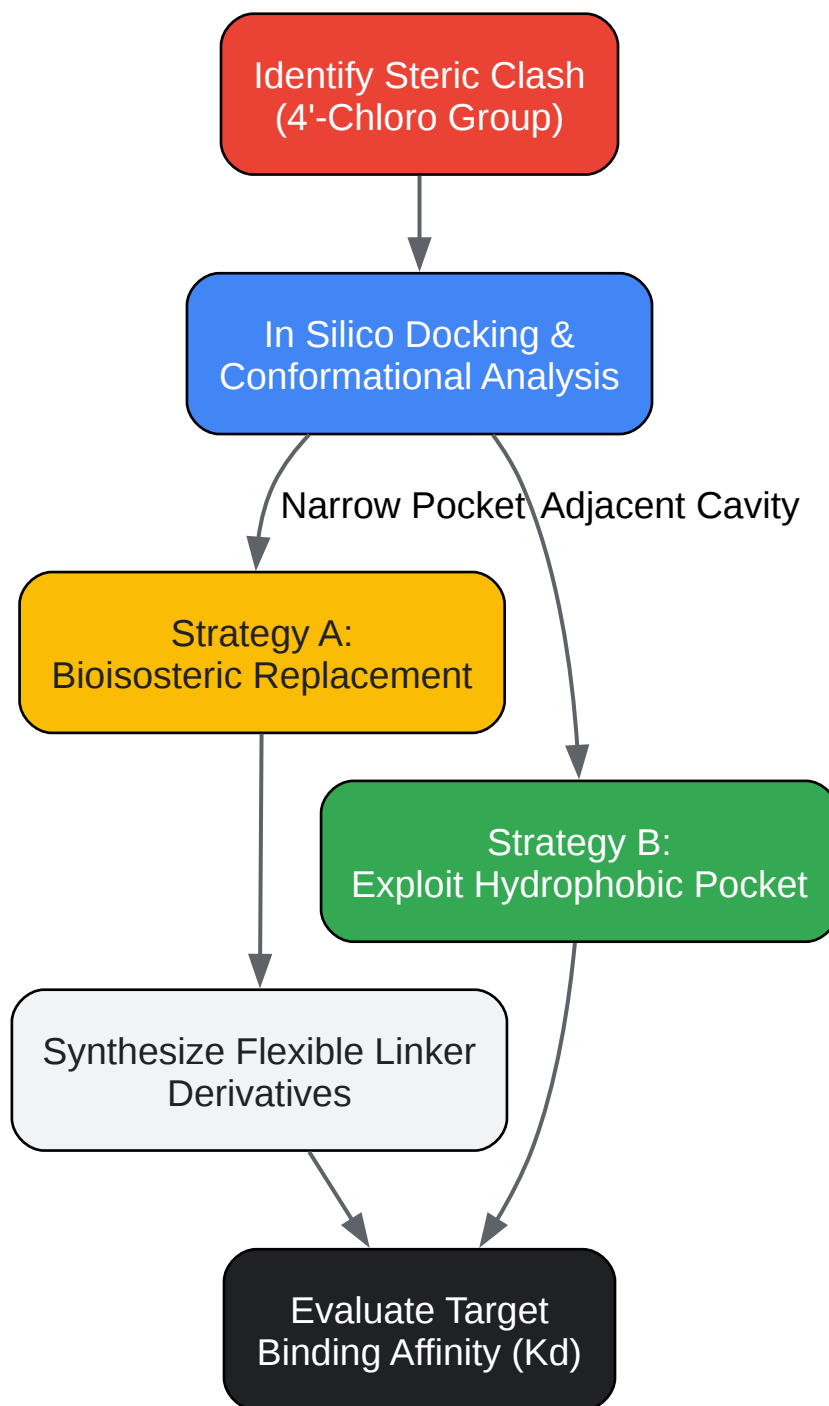 Identify Steric Clash
(4'-Chloro Group)
In Silico Docking &
Conformational Analysis
Narrow Pocket
Adjacent Cavity
Strategy A:
Bioisosteric Replacement
Strategy B:
Exploit Hydrophobic Pocket
Synthesize Flexible Linker
Derivatives
Evaluate Target
Binding Affinity (Kd)